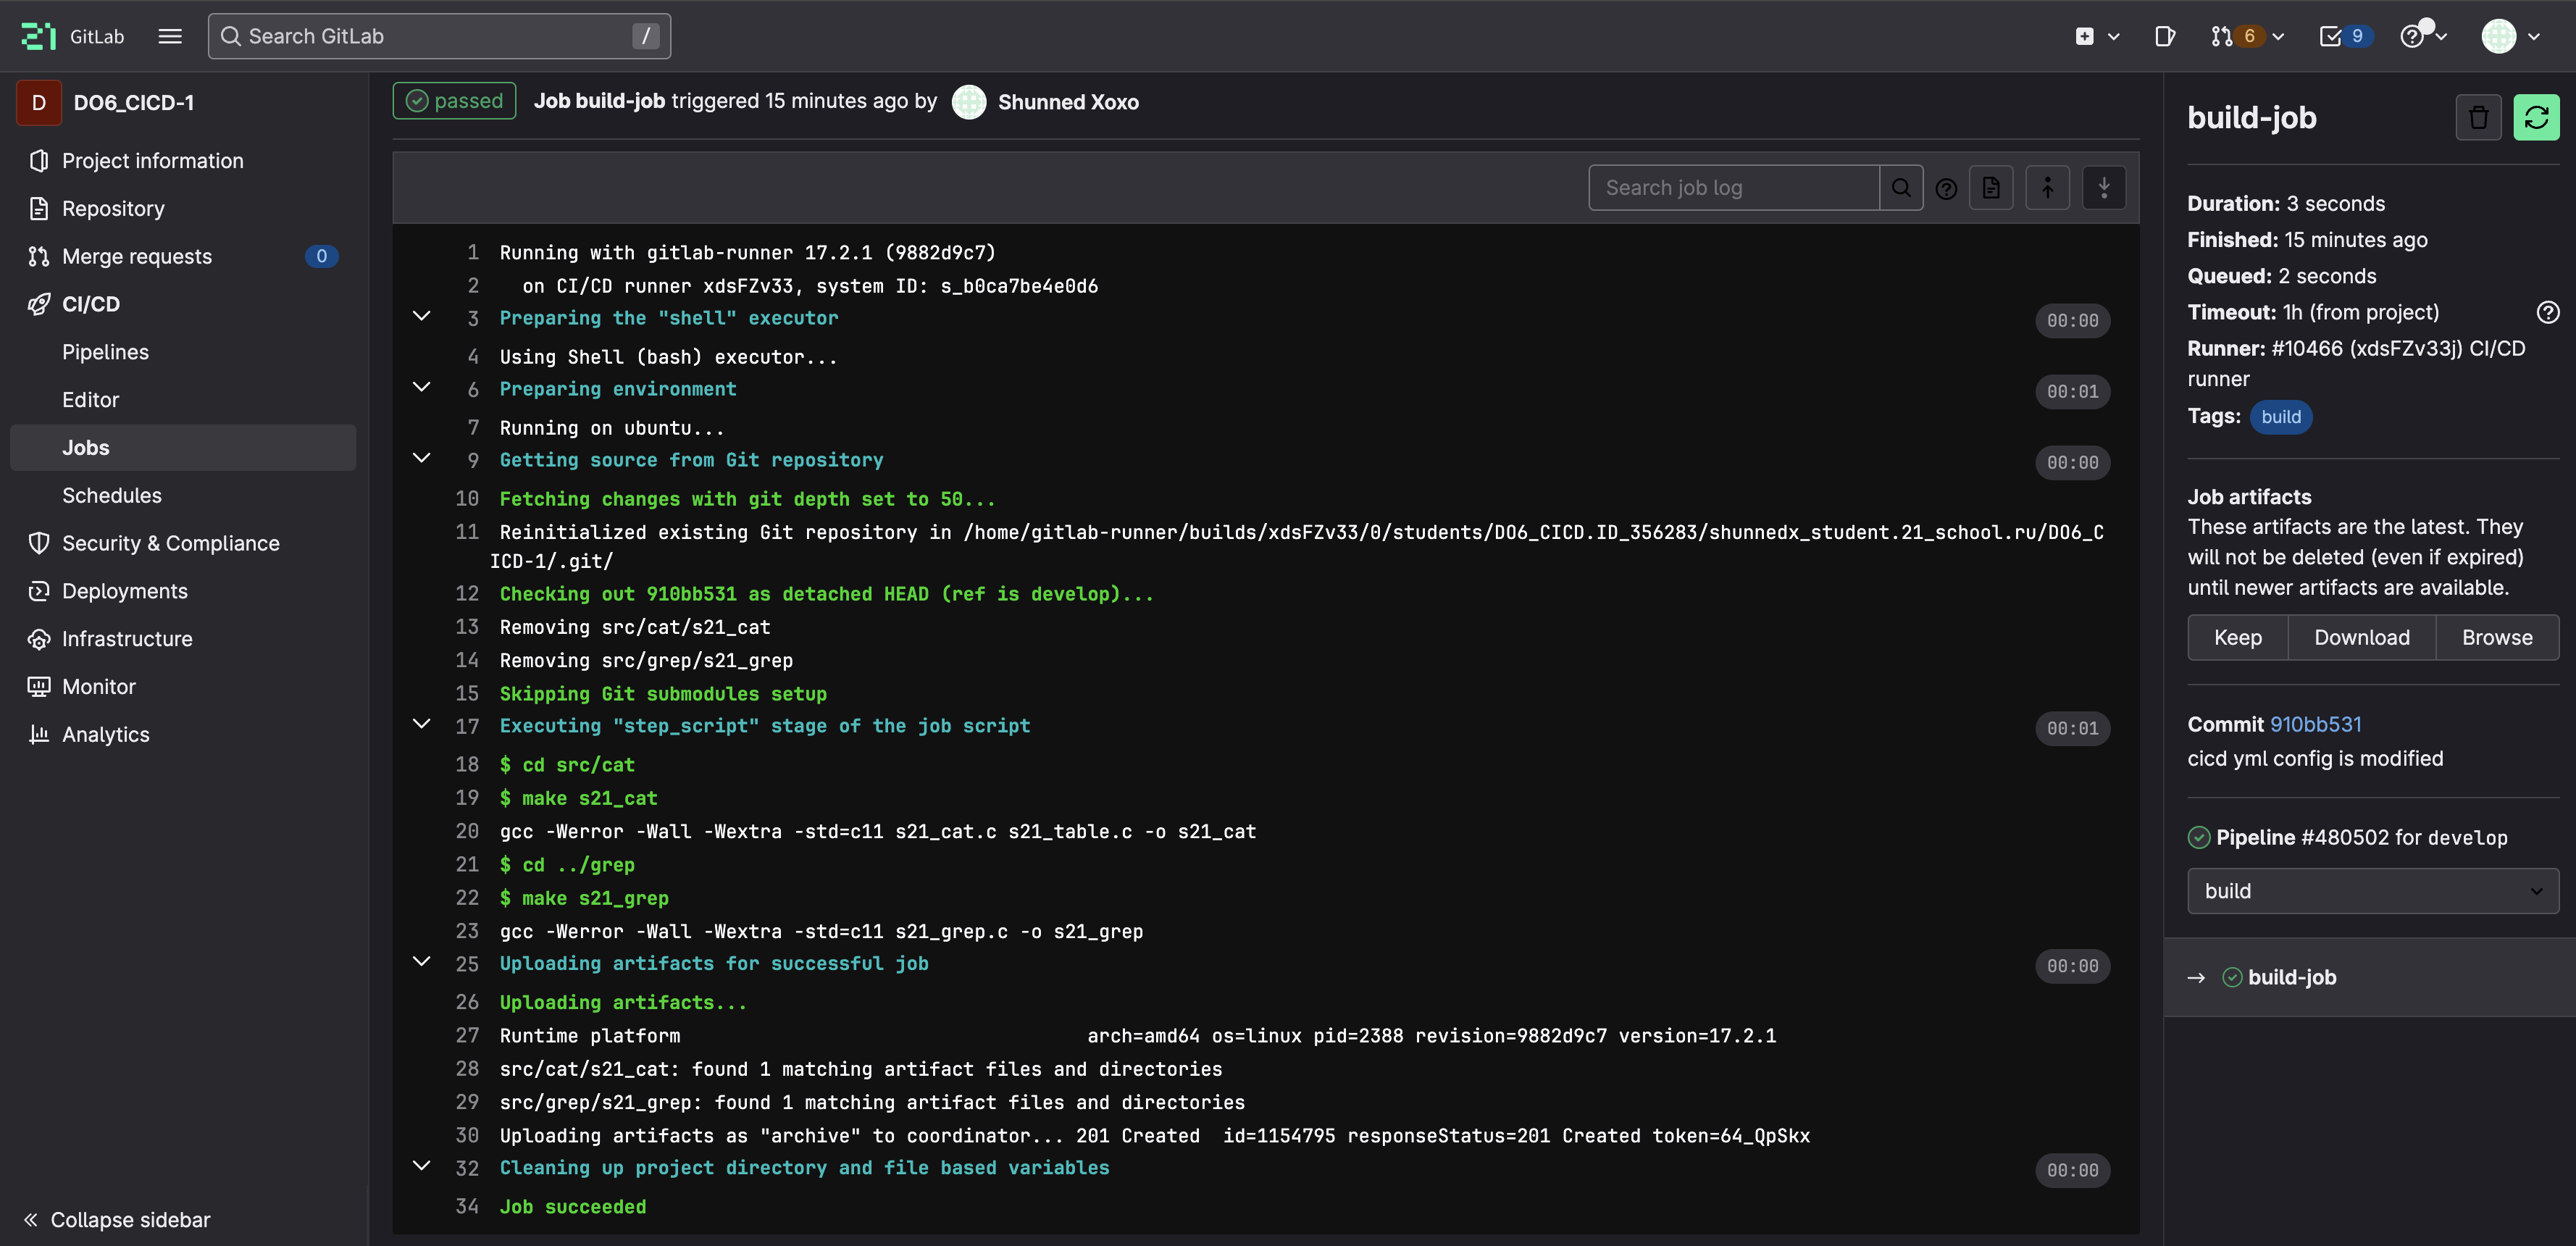 GitLab
Search GitLab
/
6
9
D
DO6_CICD-1
Project information
Repository
Merge requests
0
CI/CD
Pipelines
Editor
Jobs
Schedules
Security & Compliance
Deployments
Infrastructure
Monitor
Analytics
Collapse sidebar
passed Job build-job triggered 15 minutes ago by Shunned Xoxo
Search job log
1 Running with gitlab-runner 17.2.1 (9882d9c7)
2 on CI/CD runner xdsFZv33, system ID: s_b0ca7be4e0d6
3 Preparing the "shell" executor 00:00
4 Using Shell (bash) executor...
6 Preparing environment 00:01
7 Running on ubuntu...
9 Getting source from Git repository 00:00
10 Fetching changes with git depth set to 50...
11 Reinitialized existing Git repository in /home/gitlab-runner/builds/xdsFZv33/0/students/DO6_CICD.ID_356283/shunnedx_student.21_school.ru/DO6_C
ICD-1/.git/
12 Checking out 910bb531 as detached HEAD (ref is develop)...
13 Removing src/cat/s21_cat
14 Removing src/grep/s21_grep
15 Skipping Git submodules setup
17 Executing "step_script" stage of the job script 00:01
18 $ cd src/cat
19 $ make s21_cat
20 gcc -Werror -Wall -Wextra -std=c11 s21_cat.c s21_table.c -o s21_cat
21 $ cd ../grep
22 $ make s21_grep
23 gcc -Werror -Wall -Wextra -std=c11 s21_grep.c -o s21_grep
25 Uploading artifacts for successful job 00:00
26 Uploading artifacts...
27 Runtime platform arch=amd64 os=linux pid=2388 revision=9882d9c7 version=17.2.1
28 src/cat/s21_cat: found 1 matching artifact files and directories
29 src/grep/s21_grep: found 1 matching artifact files and directories
30 Uploading artifacts as "archive" to coordinator... 201 Created id=1154795 responseStatus=201 Created token=64_QpSkx
32 Cleaning up project directory and file based variables 00:00
34 Job succeeded
build-job
Duration: 3 seconds
Finished: 15 minutes ago
Queued: 2 seconds
Timeout: 1h (from project)
Runner: #10466 (xdsFZv33j) CI/CD
runner
Tags: build
Job artifacts
These artifacts are the latest. They
will not be deleted (even if expired)
until newer artifacts are available.
Keep Download Browse
Commit 910bb531
cicd yml config is modified
Pipeline #480502 for develop
build
build-job